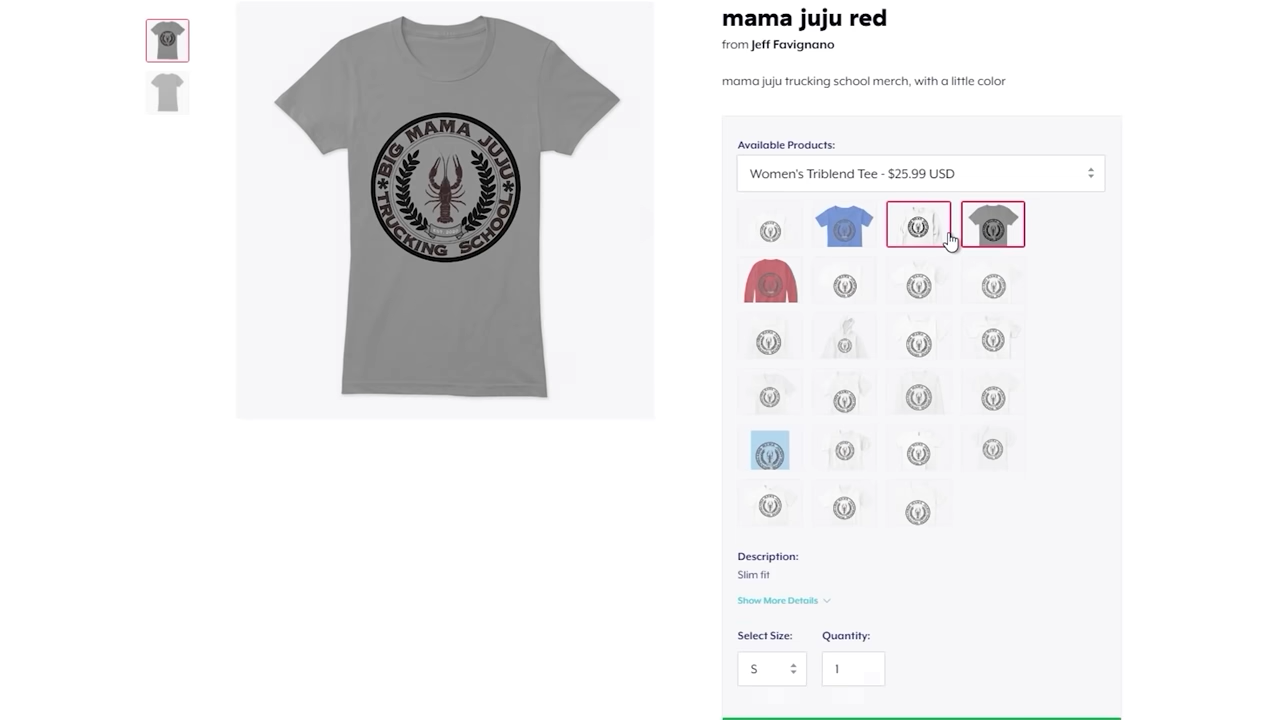 mama juju red
from Jeff Favignano
mama juju trucking school merch, with a little color
BIG MAMA JUJU
TRUCKING SCHOOL
Available Products:
Women's Triblend Tee - $25.99 USD
Description:
Slim fit
Show More Details
Select Size:
Quantity:
S
1